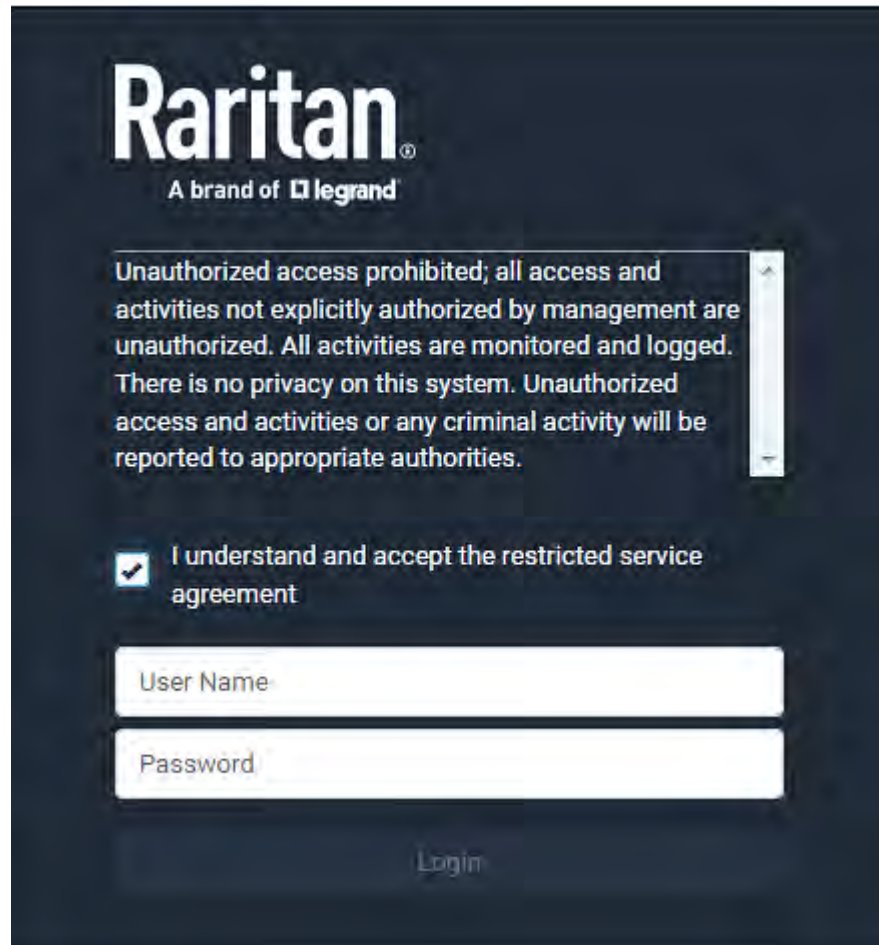 Raritan®
A brand of legrand
Unauthorized access prohibited; all access and
activities not explicitly authorized by management are
unauthorized. All activities are monitored and logged.
There is no privacy on this system. Unauthorized
access and activities or any criminal activity will be
reported to appropriate authorities.
I understand and accept the restricted service
agreement
User Name
Password
Login